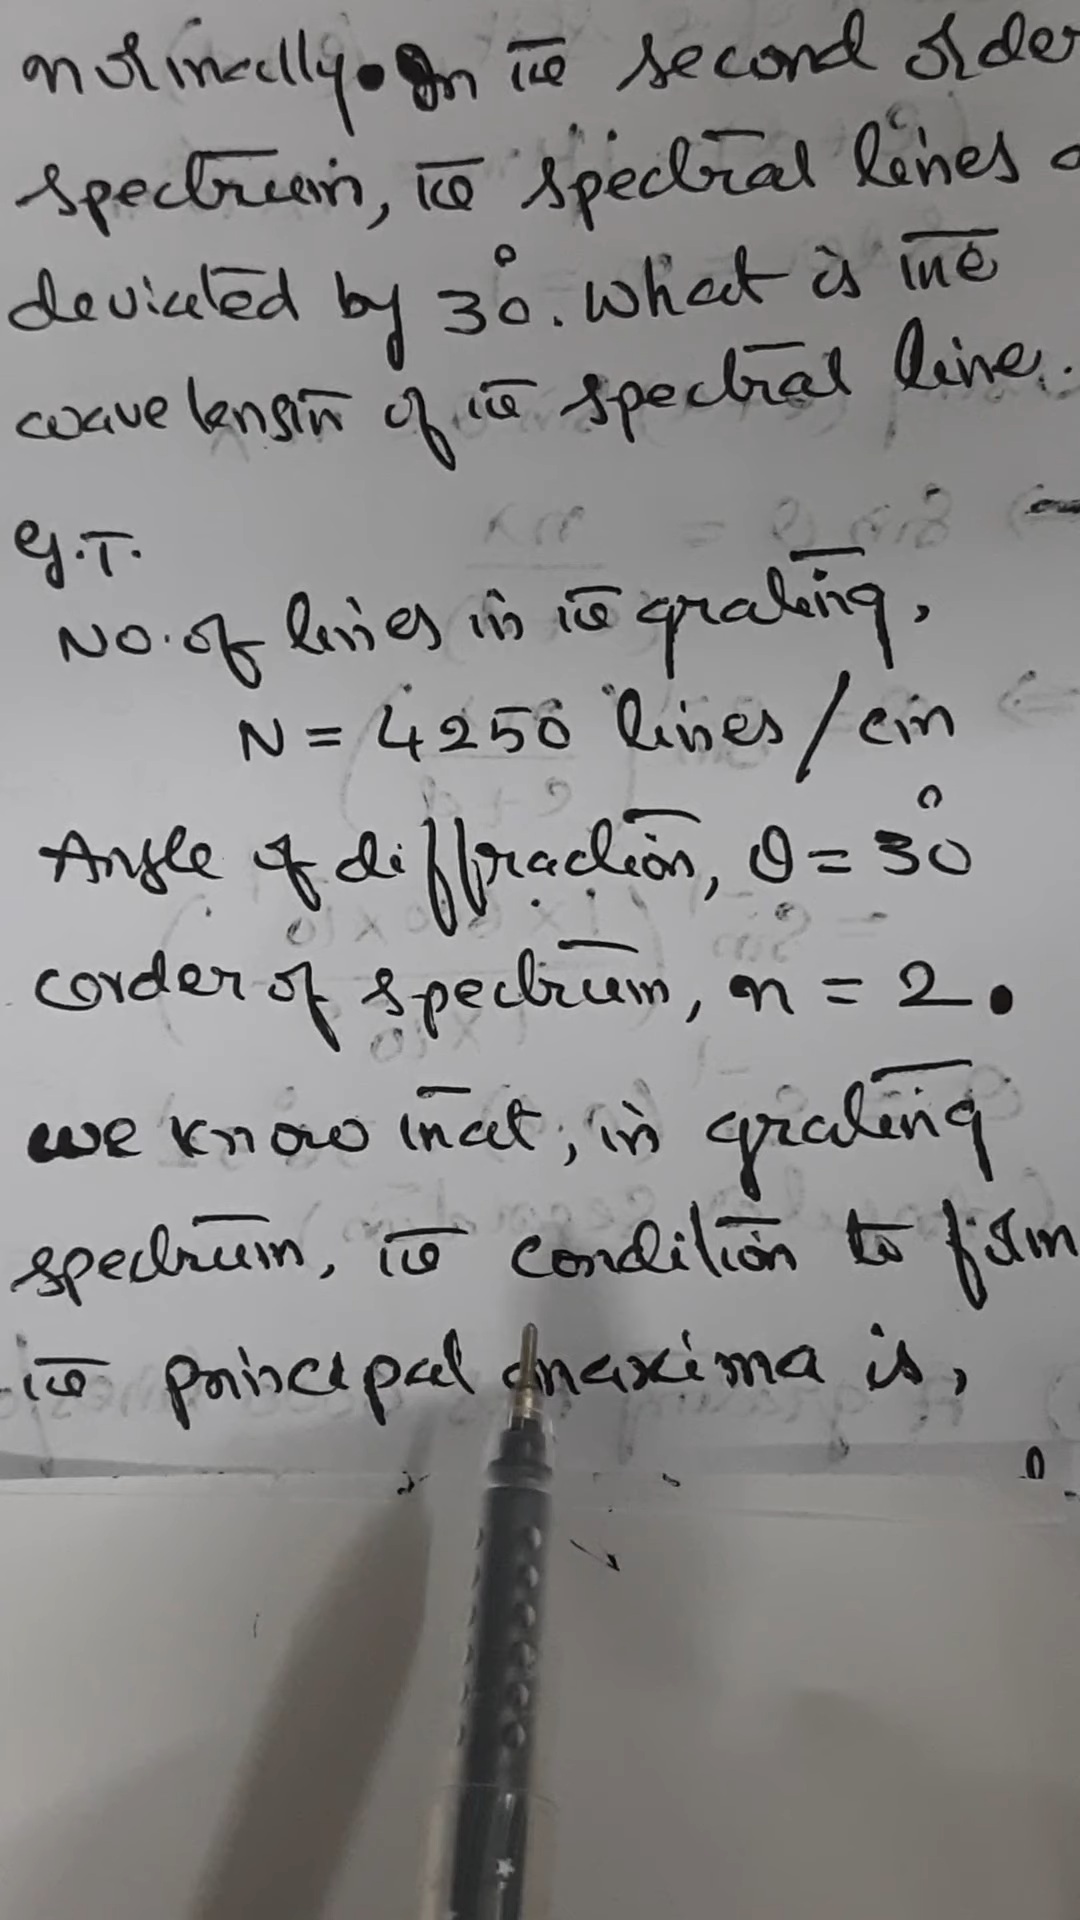 normally. In the second order
spectrum, the spectral lines
deviated by 30°. What is the
wave length of the spectral line.
G.T.
No. of lines in the grating,
N = 4250 lines/cm
Angle of diffraction, θ = 30°
order of spectrum, n = 2.
we know that, in grating
spectrum, the condition to form
the principal maxima is,